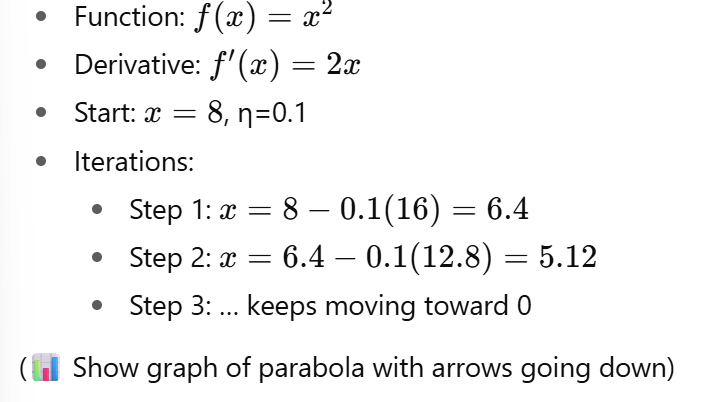 • Function: f(x) = x²
• Derivative: f′(x) = 2x
• Start: x = 8, η=0.1
• Iterations:
• Step 1: x = 8 − 0.1(16) = 6.4
• Step 2: x = 6.4 − 0.1(12.8) = 5.12
• Step 3: ... keeps moving toward 0
(📊 Show graph of parabola with arrows going down)